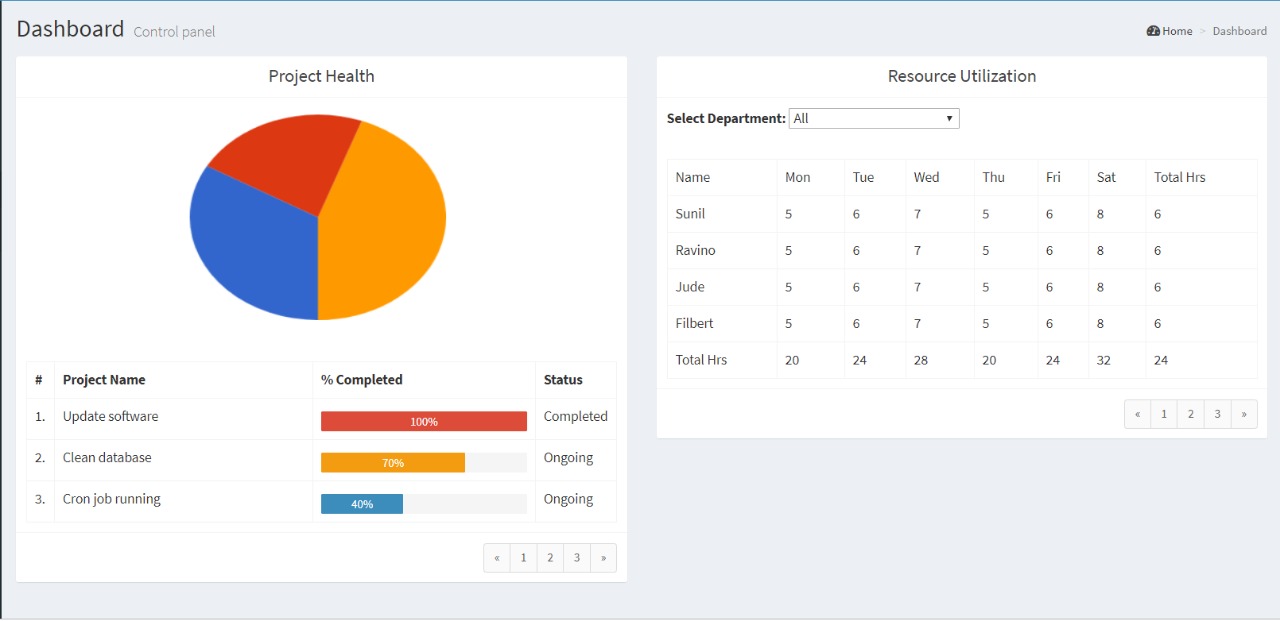 Dashboard Control panel
Home > Dashboard
Project Health
# Project Name % Completed Status
1. Update software 100% Completed
2. Clean database 70% Ongoing
3. Cron job running 40% Ongoing
« 1 2 3 »
Resource Utilization
Select Department: All
Name Mon Tue Wed Thu Fri Sat Total Hrs
Sunil 5 6 7 5 6 8 6
Ravino 5 6 7 5 6 8 6
Jude 5 6 7 5 6 8 6
Filbert 5 6 7 5 6 8 6
Total Hrs 20 24 28 20 24 32 24
« 1 2 3 »